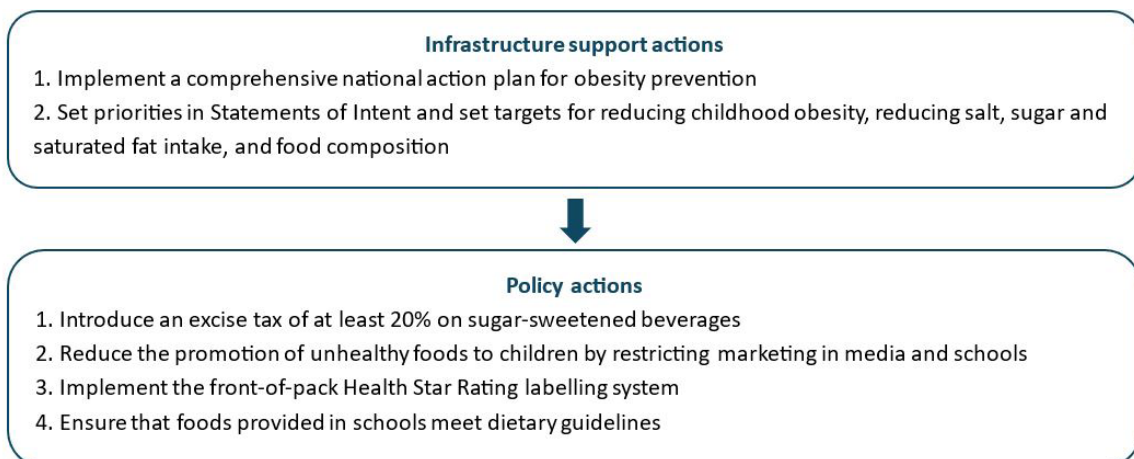 Infrastructure support actions
1. Implement a comprehensive national action plan for obesity prevention
2. Set priorities in Statements of Intent and set targets for reducing childhood obesity, reducing salt, sugar and
saturated fat intake, and food composition
Policy actions
1. Introduce an excise tax of at least 20% on sugar-sweetened beverages
2. Reduce the promotion of unhealthy foods to children by restricting marketing in media and schools
3. Implement the front-of-pack Health Star Rating labelling system
4. Ensure that foods provided in schools meet dietary guidelines